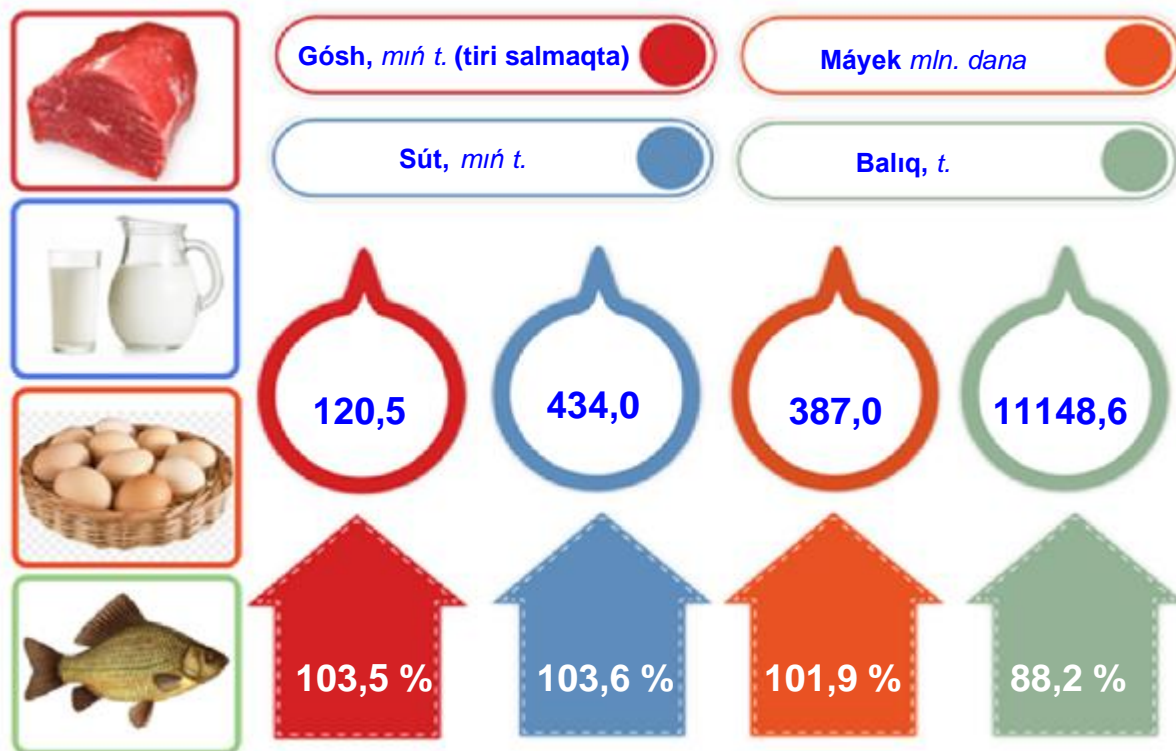 Gósh, mıń t. (tiri salmaqta)
Máyek mln. dana
Sút, mıń t.
Balıq, t.
120,5
434,0
387,0
11148,6
103,5 %
103,6 %
101,9 %
88,2 %